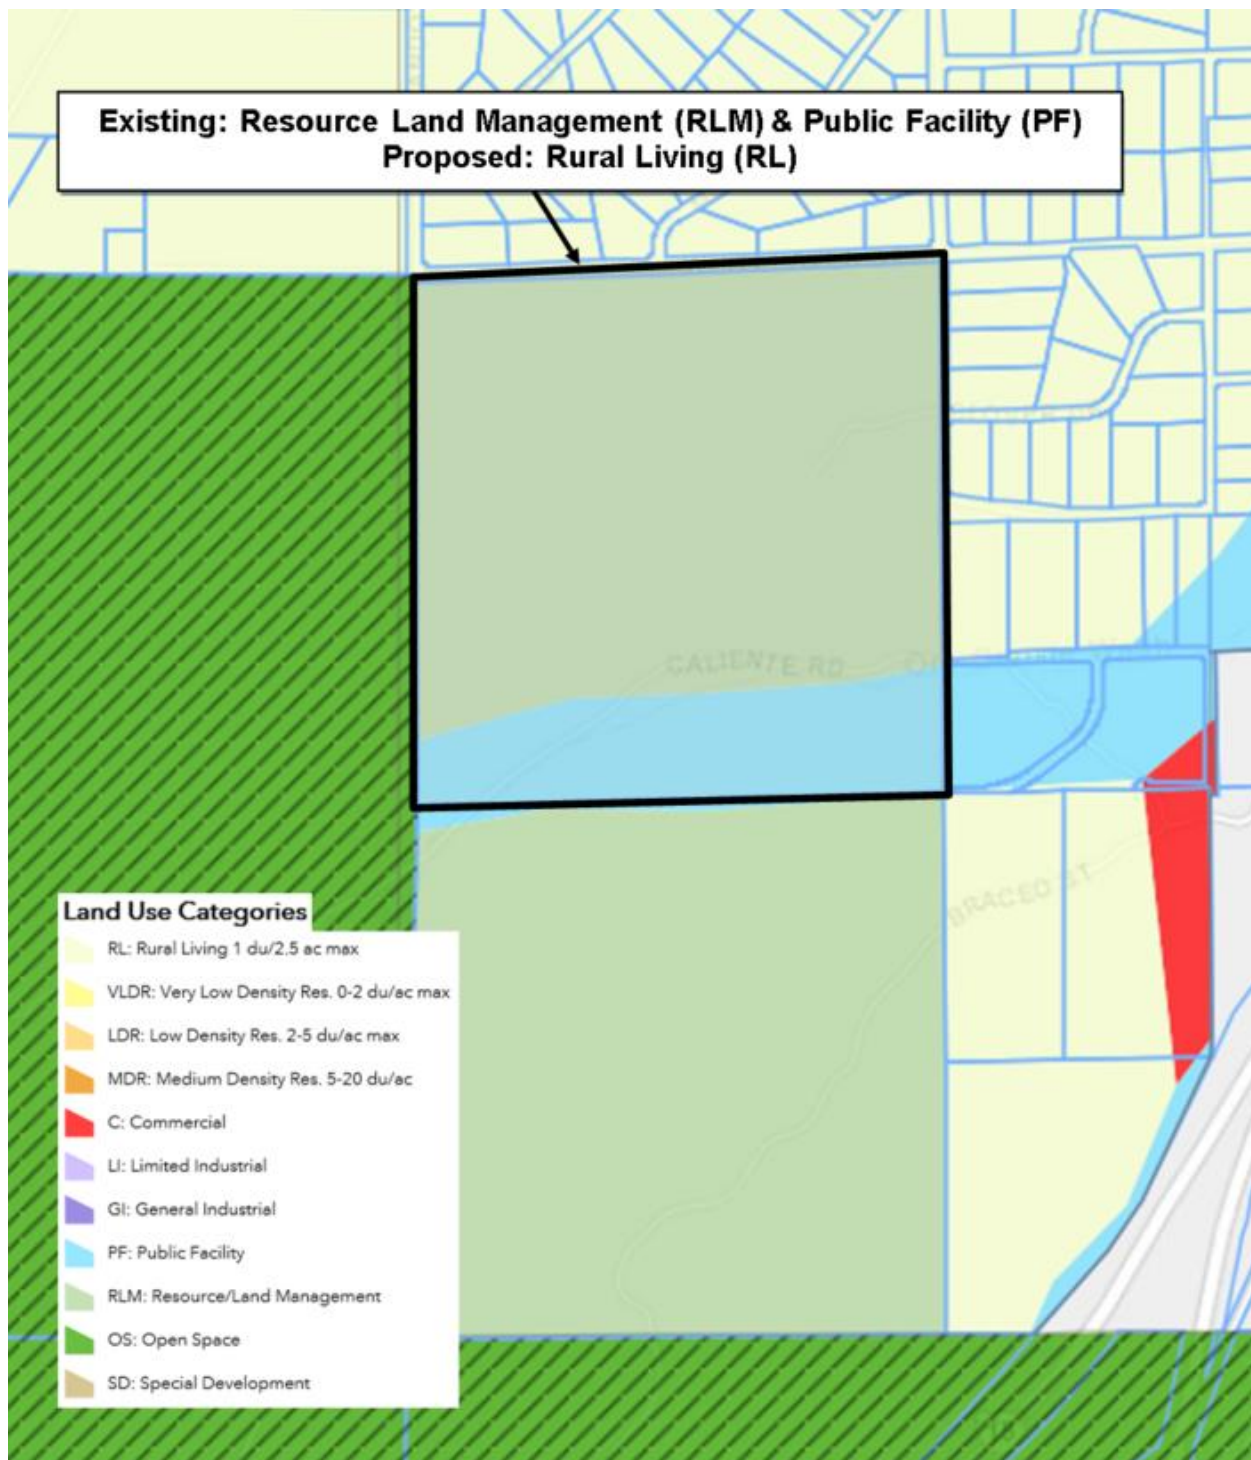 Existing: Resource Land Management (RLM) & Public Facility (PF)
Proposed: Rural Living (RL)
CALIENTE RD
BRACEO ST
Land Use Categories
RL: Rural Living 1 du/2.5 ac max
VLDR: Very Low Density Res. 0-2 du/ac max
LDR: Low Density Res. 2-5 du/ac max
MDR: Medium Density Res. 5-20 du/ac
C: Commercial
LI: Limited Industrial
GI: General Industrial
PF: Public Facility
RLM: Resource/Land Management
OS: Open Space
SD: Special Development